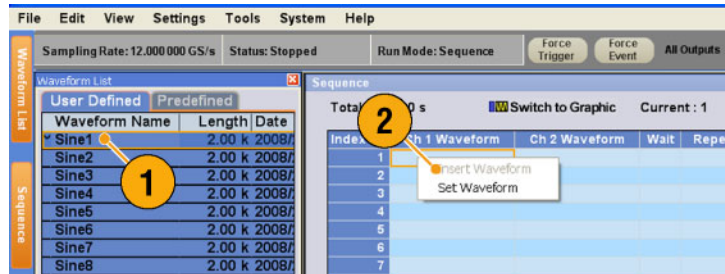 File Edit View Settings Tools System Help
Sampling Rate: 12.000 000 GS/s Status: Stopped Run Mode: Sequence Force Trigger Force Event All Outputs
Waveform List
Sequence
Waveform List
User Defined Predefined
Waveform Name Length Date
Sine1 2.00 k 2008/
Sine2 2.00 k 2008/
Sine3 2.00 k 2008/
Sine4 2.00 k 2008/
Sine5 2.00 k 2008/
Sine6 2.00 k 2008/
Sine7 2.00 k 2008/
Sine8 2.00 k 2008/
1
Sequence
0 s Switch to Graphic Current : 1
Index Ch 1 Waveform Ch 2 Waveform Wait Repe
1
2
3
4
5
6
7
2
Insert Waveform
Set Waveform